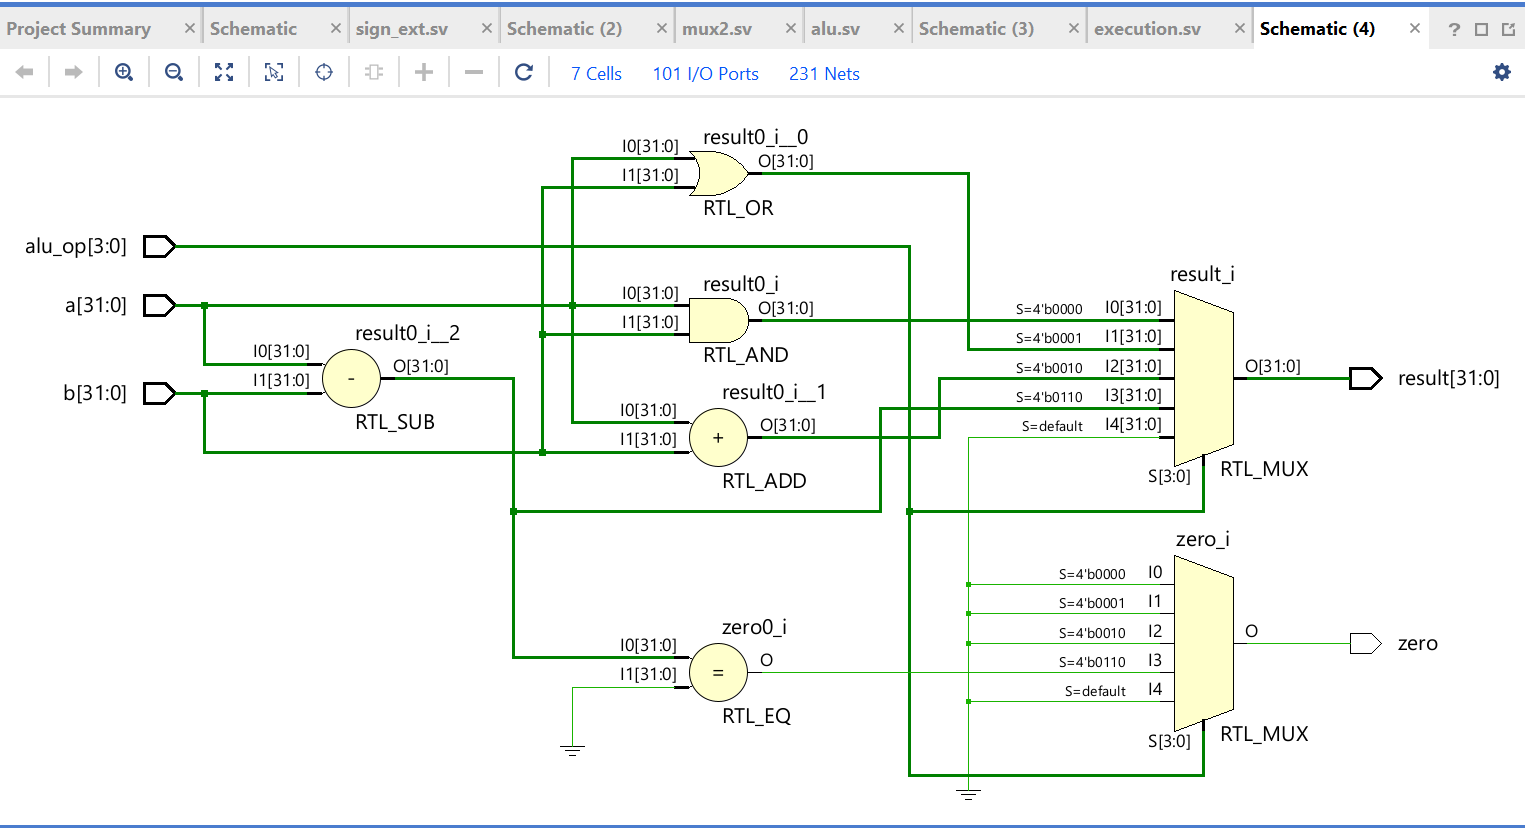 Project Summary × Schematic × sign_ext.sv × Schematic (2) × mux2.sv × alu.sv × Schematic (3) × execution.sv × Schematic (4) × ?
7 Cells 101 I/O Ports 231 Nets
result0_i__0
I0[31:0]
O[31:0]
I1[31:0]
RTL_OR
alu_op[3:0]
result0_i
a[31:0]
I0[31:0]
O[31:0]
I1[31:0]
RTL_AND
result0_i__2
I0[31:0]
O[31:0]
I1[31:0]
-
b[31:0]
RTL_SUB
result0_i__1
I0[31:0]
O[31:0]
I1[31:0]
+
RTL_ADD
result_i
S=4'b0000 I0[31:0]
S=4'b0001 I1[31:0]
S=4'b0010 I2[31:0]
S=4'b0110 I3[31:0]
S=default I4[31:0]
O[31:0]
result[31:0]
S[3:0]
RTL_MUX
zero0_i
I0[31:0]
O
I1[31:0]
=
RTL_EQ
zero_i
S=4'b0000 I0
S=4'b0001 I1
S=4'b0010 I2
S=4'b0110 I3
S=default I4
O
zero
S[3:0]
RTL_MUX